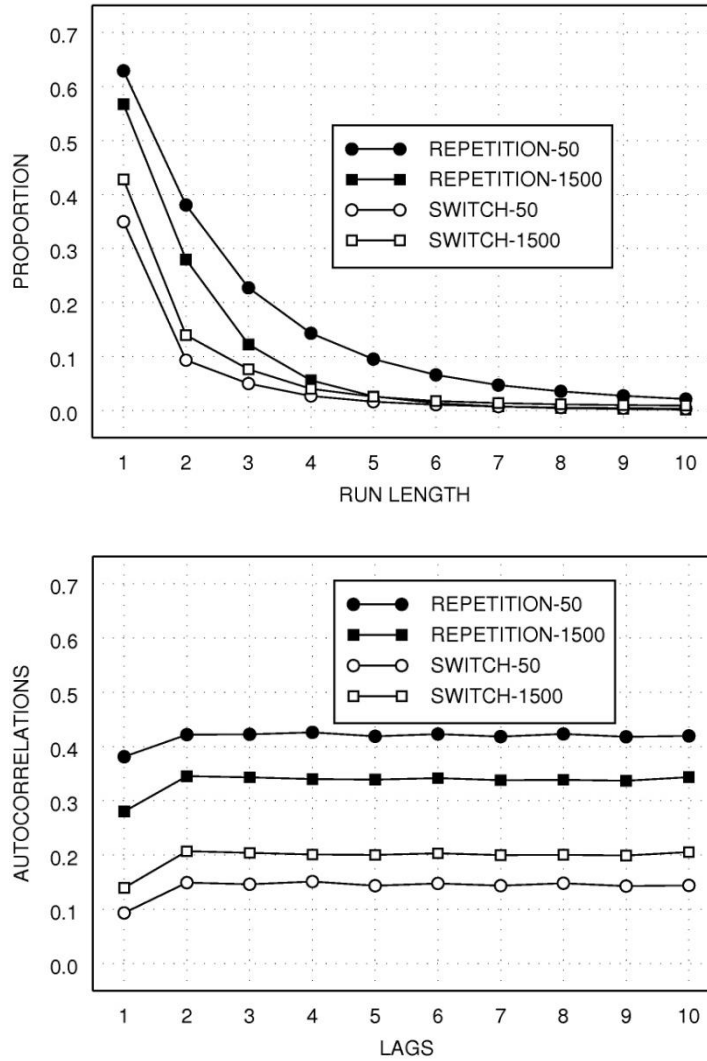 0.7
0.6
0.5
0.4
0.3
0.2
0.1
0.0
PROPORTION
REPETITION-50
REPETITION-1500
SWITCH-50
SWITCH-1500
1 2 3 4 5 6 7 8 9 10
RUN LENGTH
0.7
0.6
0.5
0.4
0.3
0.2
0.1
0.0
AUTOCORRELATIONS
REPETITION-50
REPETITION-1500
SWITCH-50
SWITCH-1500
1 2 3 4 5 6 7 8 9 10
LAGS